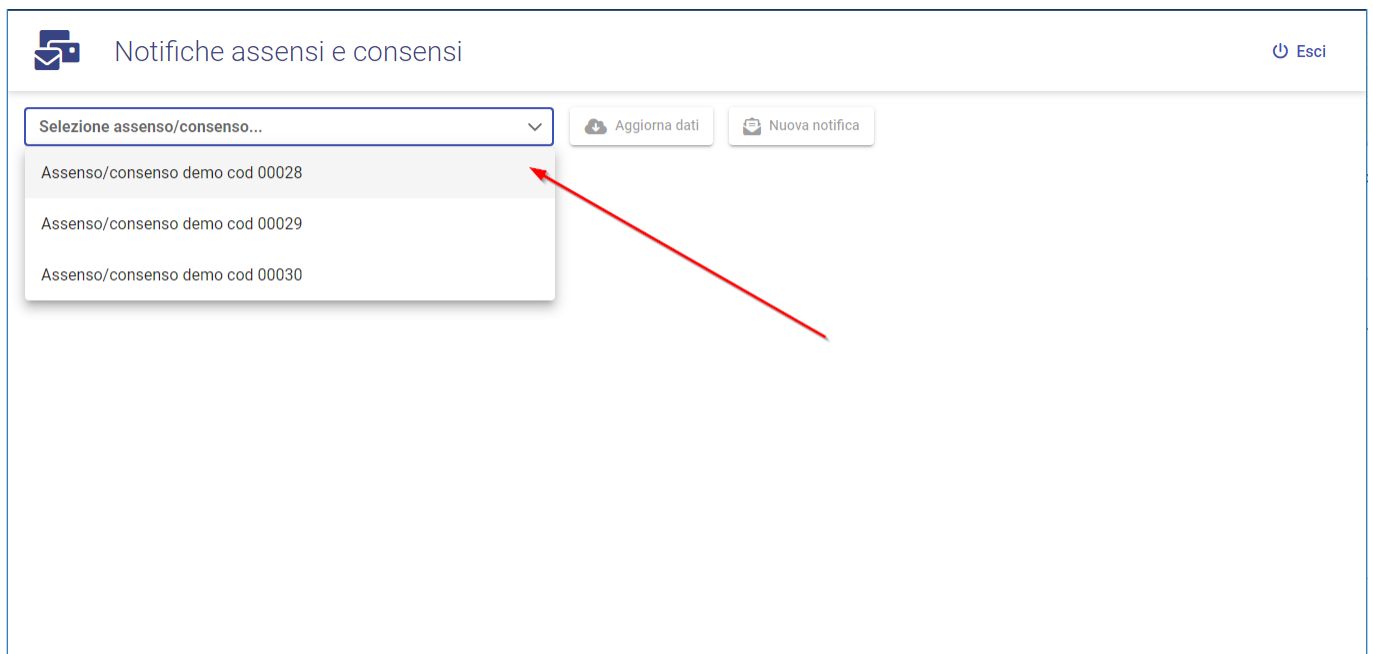 Notifiche assensi e consensi
Esci
Selezione assenso/consenso...
Aggiorna dati
Nuova notifica
Assenso/consenso demo cod 00028
Assenso/consenso demo cod 00029
Assenso/consenso demo cod 00030